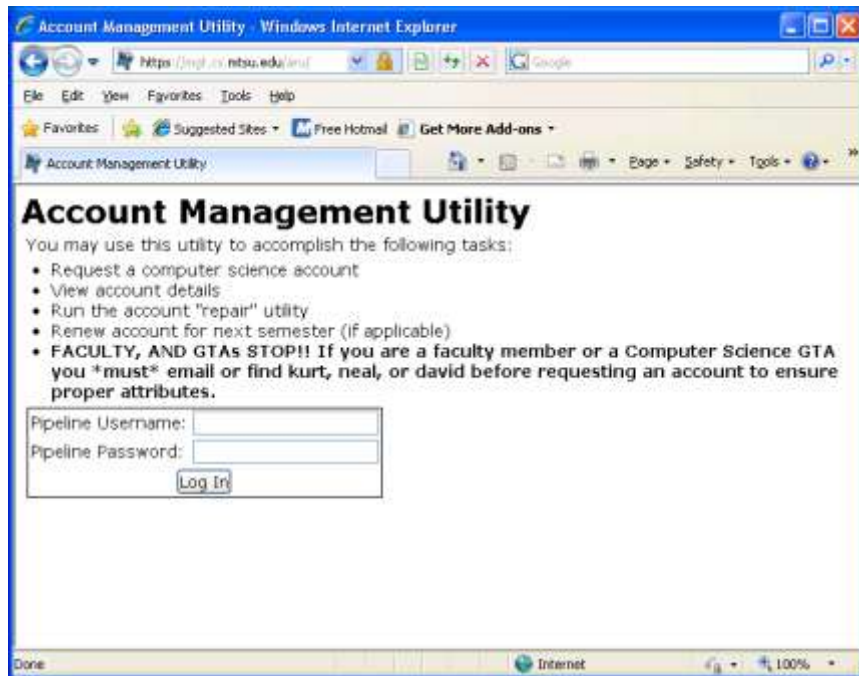 Account Management Utility - Windows Internet Explorer
https mtsu.edu Google
File Edit View Favorites Tools Help
Favorites Suggested Sites Free Hotmail Get More Add-ons
Account Management Utility Page Safety Tools
Account Management Utility
You may use this utility to accomplish the following tasks:
• Request a computer science account
• View account details
• Run the account "repair" utility
• Renew account for next semester (if applicable)
• FACULTY, AND GTAs STOP!! If you are a faculty member or a Computer Science GTA
you *must* email or find kurt, neal, or david before requesting an account to ensure
proper attributes.
Pipeline Username:
Pipeline Password:
Log In
Done Internet 100%